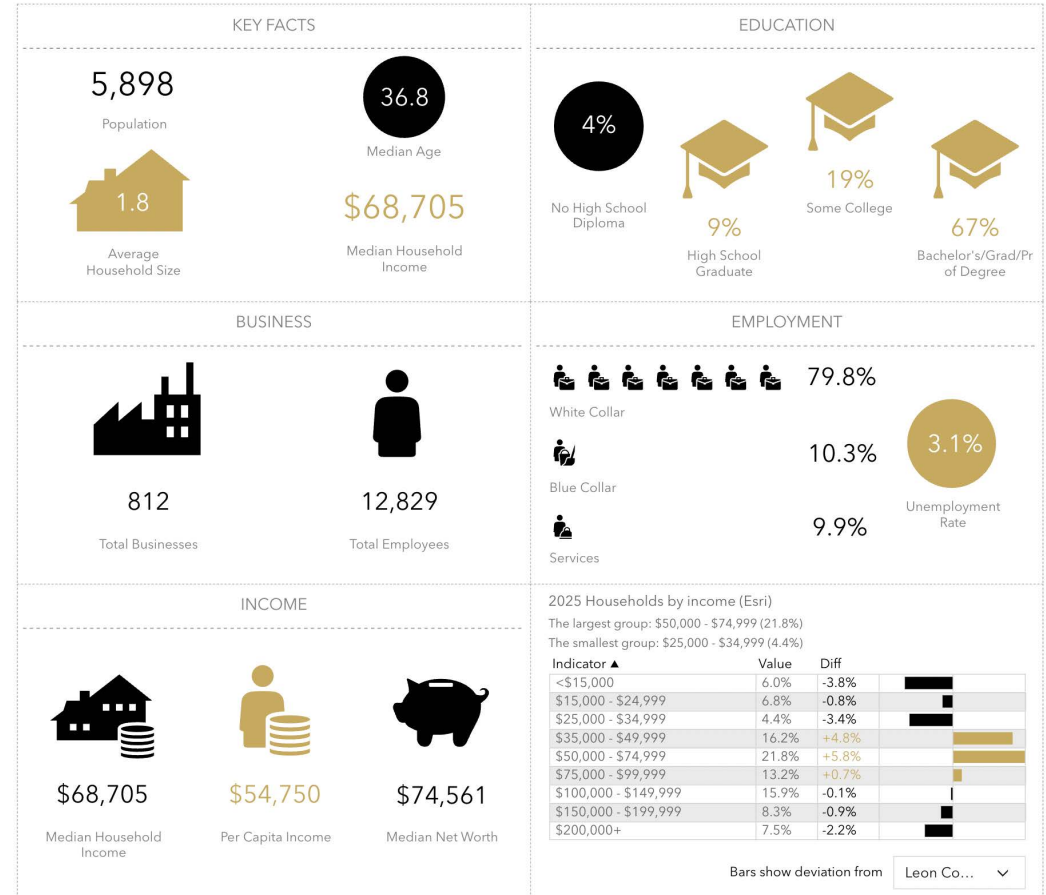 KEY FACTS
5,898
Population
36.8
Median Age
1.8
Average
Household Size
$68,705
Median Household
Income
EDUCATION
4%
No High School
Diploma
9%
High School
Graduate
19%
Some College
67%
Bachelor's/Grad/Pr
of Degree
BUSINESS
812
Total Businesses
12,829
Total Employees
EMPLOYMENT
79.8%
White Collar
10.3%
Blue Collar
9.9%
Services
3.1%
Unemployment
Rate
INCOME
$68,705
Median Household
Income
$54,750
Per Capita Income
$74,561
Median Net Worth
2025 Households by income (Esri)
The largest group: $50,000 - $74,999 (21.8%)
The smallest group: $25,000 - $34,999 (4.4%)
Indicator ▲ Value Diff
<$15,000 6.0% -3.8%
$15,000 - $24,999 6.8% -0.8%
$25,000 - $34,999 4.4% -3.4%
$35,000 - $49,999 16.2% +4.8%
$50,000 - $74,999 21.8% +5.8%
$75,000 - $99,999 13.2% +0.7%
$100,000 - $149,999 15.9% -0.1%
$150,000 - $199,999 8.3% -0.9%
$200,000+ 7.5% -2.2%
Bars show deviation from Leon Co...